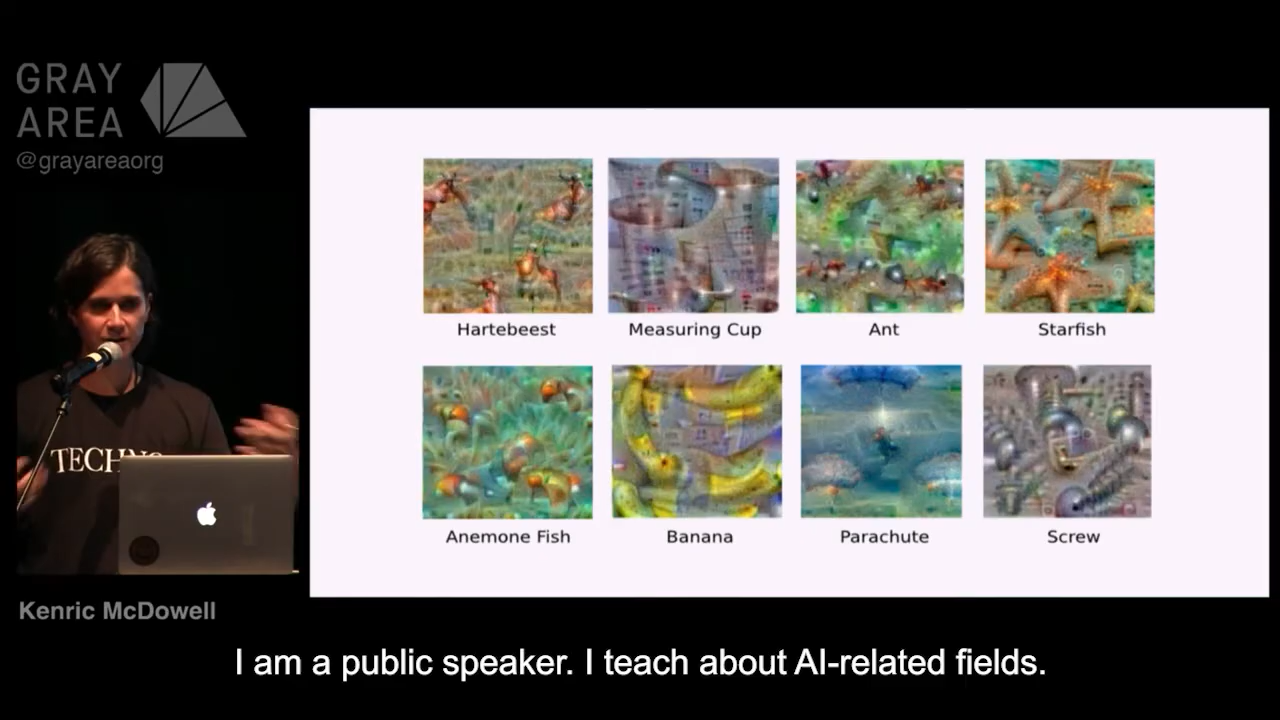 GRAY
AREA
@grayareaorg
Hartebeest
Measuring Cup
Ant
Starfish
Anemone Fish
Banana
Parachute
Screw
TECHNO
Kenric McDowell
I am a public speaker. I teach about AI-related fields.